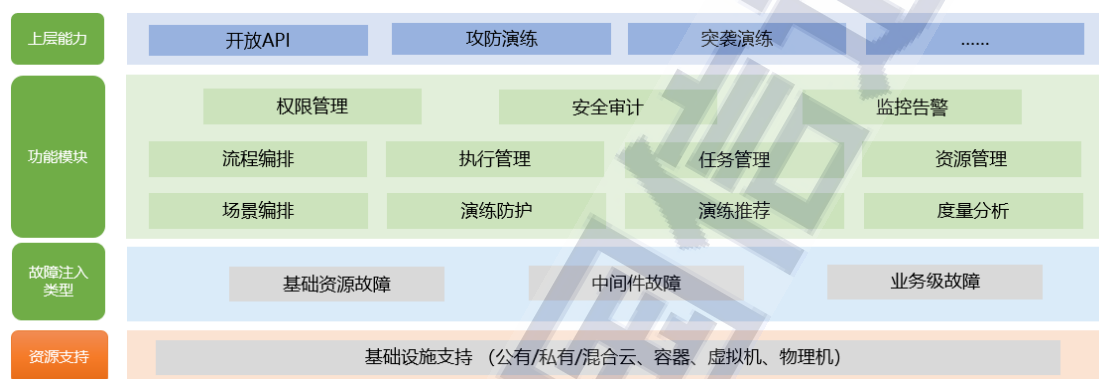 上层能力
开放API
攻防演练
突袭演练
......
功能模块
权限管理
安全审计
监控告警
流程编排
执行管理
任务管理
资源管理
场景编排
演练防护
演练推荐
度量分析
故障注入
类型
基础资源故障
中间件故障
业务级故障
资源支持
基础设施支持 （公有/私有/混合云、容器、虚拟机、物理机）